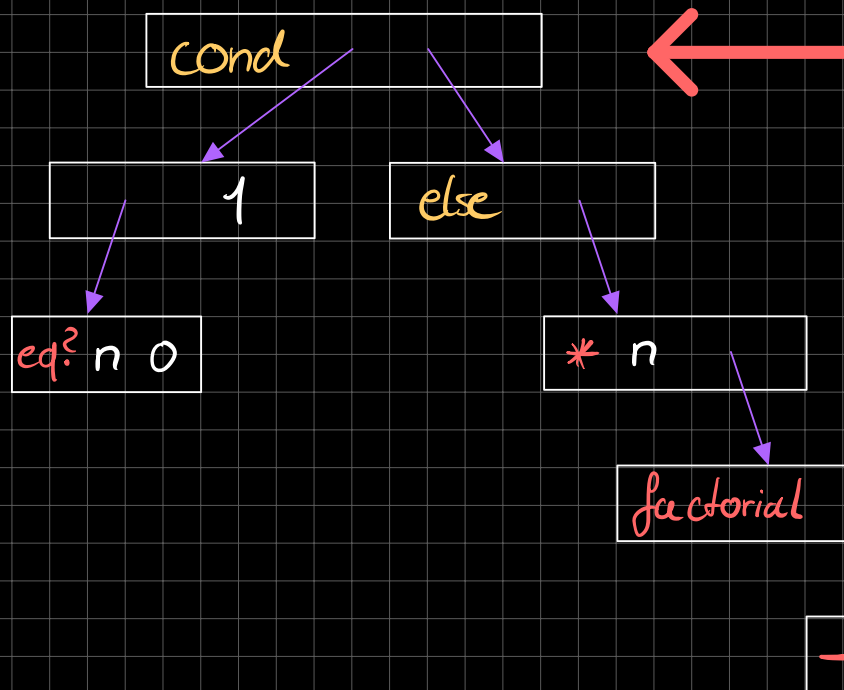 cond
1 else
eq? n 0 * n
factorial